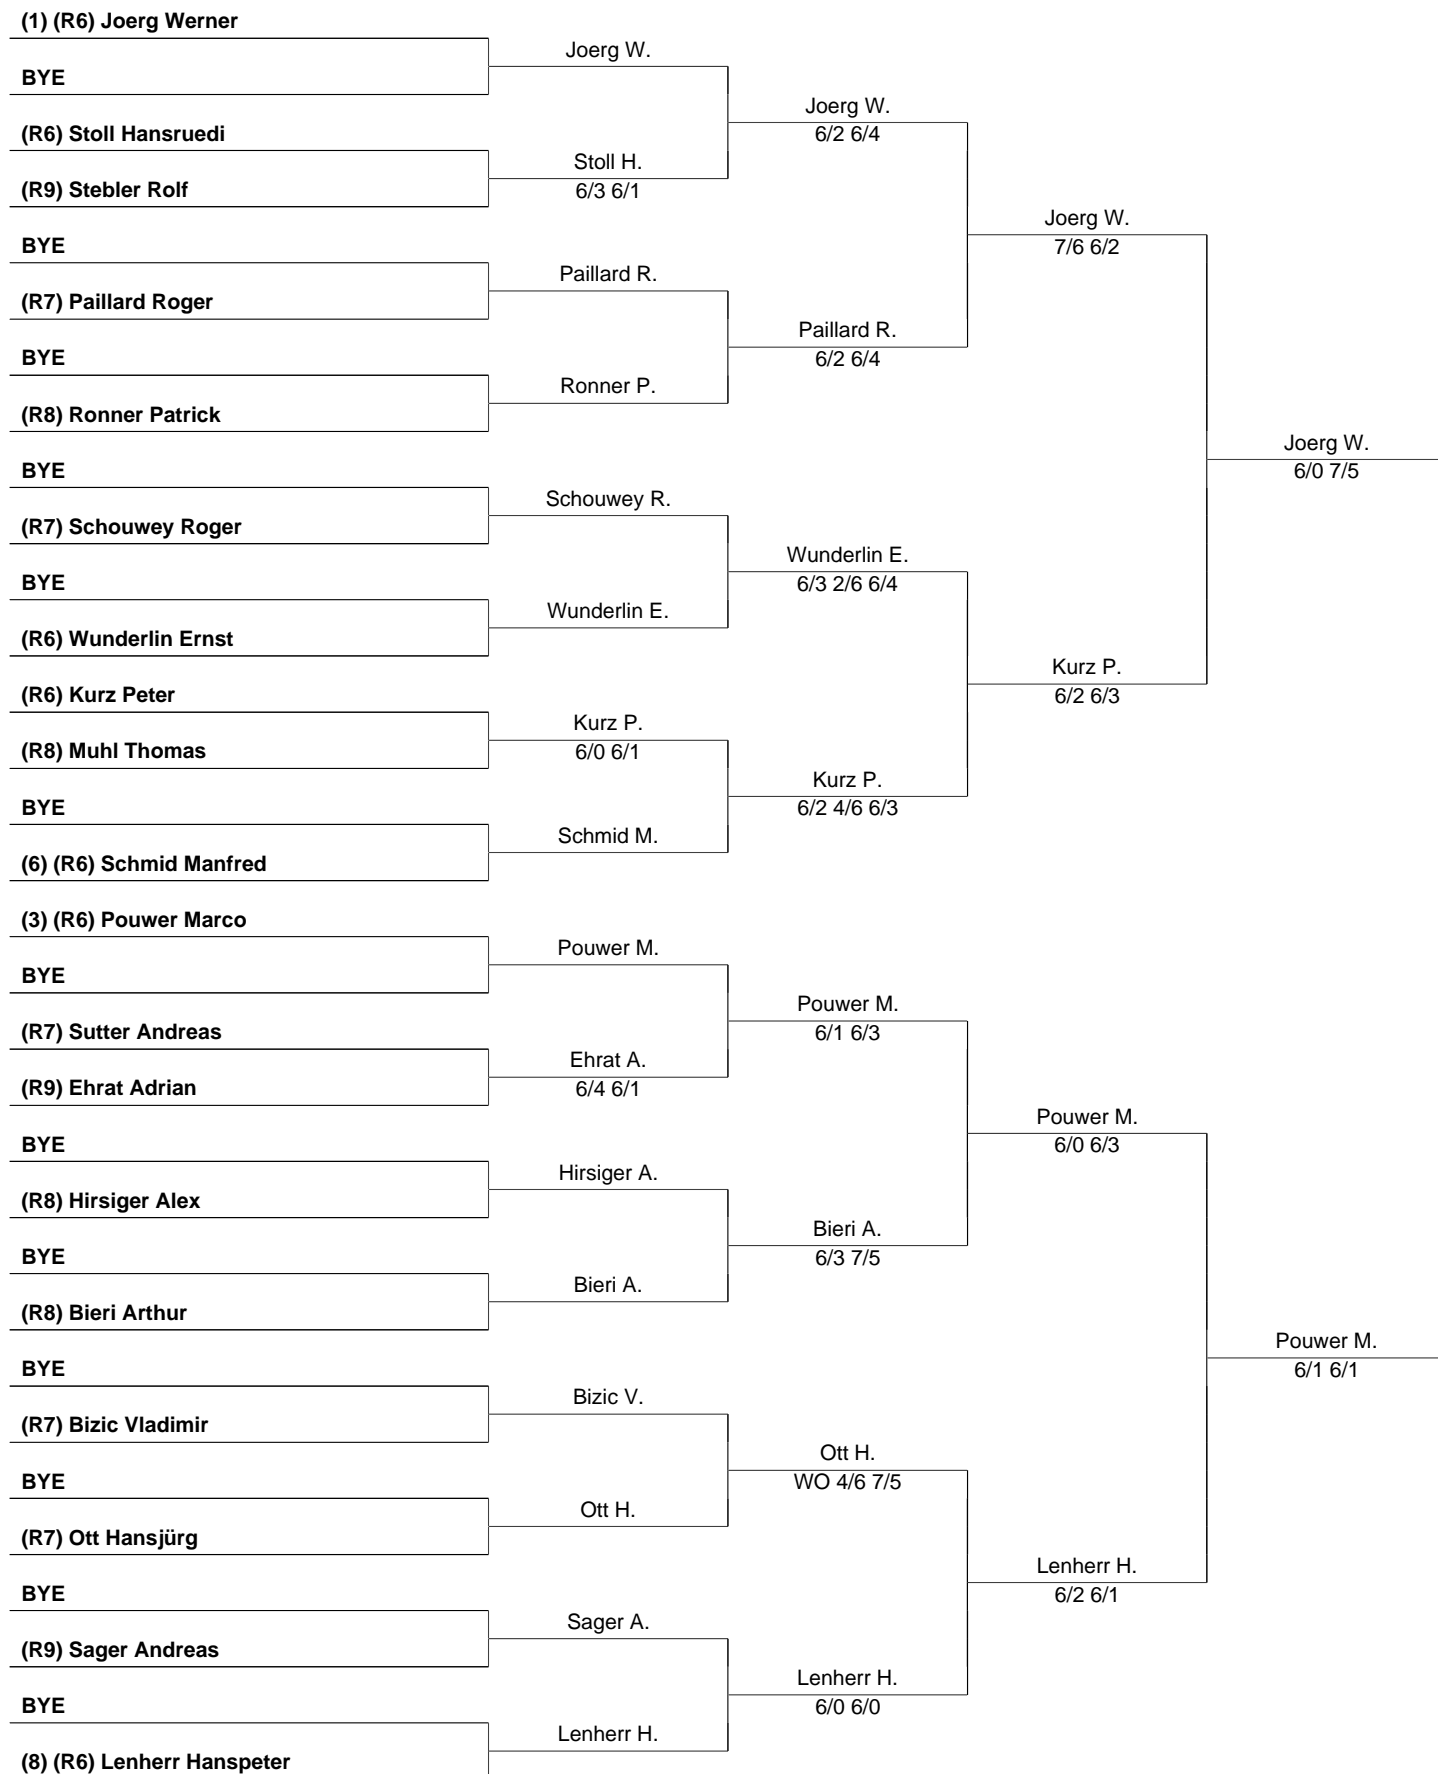 (1) (R6) Joerg Werner
BYE
(R6) Stoll Hansruedi
(R9) Stebler Rolf
BYE
(R7) Paillard Roger
BYE
(R8) Ronner Patrick
BYE
(R7) Schouwey Roger
BYE
(R6) Wunderlin Ernst
(R6) Kurz Peter
(R8) Muhl Thomas
BYE
(6) (R6) Schmid Manfred
(3) (R6) Pouwer Marco
BYE
(R7) Sutter Andreas
(R9) Ehrat Adrian
BYE
(R8) Hirsiger Alex
BYE
(R8) Bieri Arthur
BYE
(R7) Bizic Vladimir
BYE
(R7) Ott Hansjürg
BYE
(R9) Sager Andreas
BYE
(8) (R6) Lenherr Hanspeter
Joerg W.
Stoll H.
6/3 6/1
Paillard R.
Ronner P.
Schouwey R.
Wunderlin E.
Kurz P.
6/0 6/1
Schmid M.
Pouwer M.
Ehrat A.
6/4 6/1
Hirsiger A.
Bieri A.
Bizic V.
Ott H.
Sager A.
Lenherr H.
Joerg W.
6/2 6/4
Paillard R.
6/2 6/4
Wunderlin E.
6/3 2/6 6/4
Kurz P.
6/2 4/6 6/3
Pouwer M.
6/1 6/3
Bieri A.
6/3 7/5
Ott H.
WO 4/6 7/5
Lenherr H.
6/0 6/0
Joerg W.
7/6 6/2
Kurz P.
6/2 6/3
Pouwer M.
6/0 6/3
Lenherr H.
6/2 6/1
Joerg W.
6/0 7/5
Pouwer M.
6/1 6/1